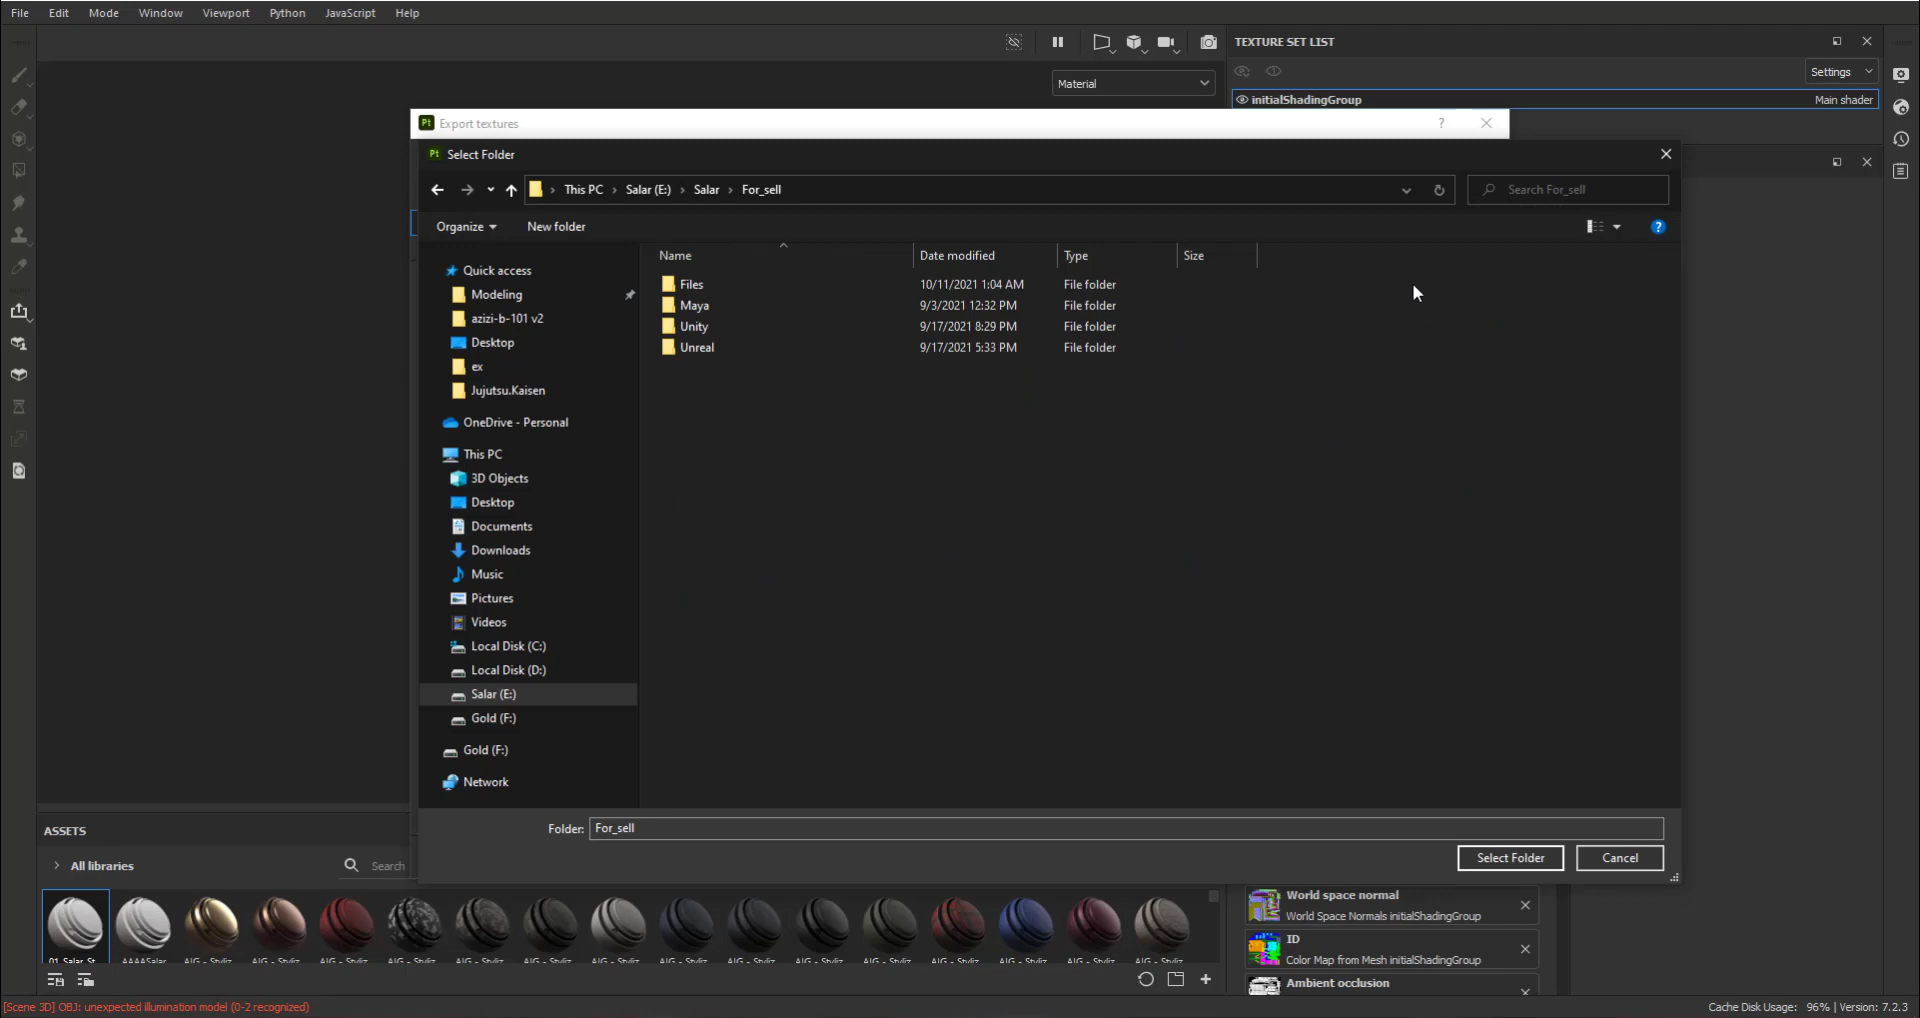 File Edit Mode Window Viewport Python JavaScript Help
TEXTURE SET LIST
Material
Settings
initialShadingGroup Main shader
Pt Export textures ?
Pt Select Folder
This PC › Salar (E:) › Salar › For_sell
Search For_sell
Organize New folder
?
Name Date modified Type Size
Files 10/11/2021 1:04 AM File folder
Maya 9/3/2021 12:32 PM File folder
Unity 9/17/2021 8:29 PM File folder
Unreal 9/17/2021 5:33 PM File folder
Quick access
Modeling
azizi-b-101 v2
Desktop
ex
Jujutsu.Kaisen
OneDrive - Personal
This PC
3D Objects
Desktop
Documents
Downloads
Music
Pictures
Videos
Local Disk (C:)
Local Disk (D:)
Salar (E:)
Gold (F:)
Gold (F:)
Network
Folder: For_sell
Select Folder Cancel
ASSETS
All libraries
Search
World space normal
World Space Normals initialShadingGroup
ID
Color Map from Mesh initialShadingGroup
Ambient occlusion
[Scene 3D] OBJ: unexpected illumination model (0-2 recognized)
Cache Disk Usage: 96% | Version: 7.2.3